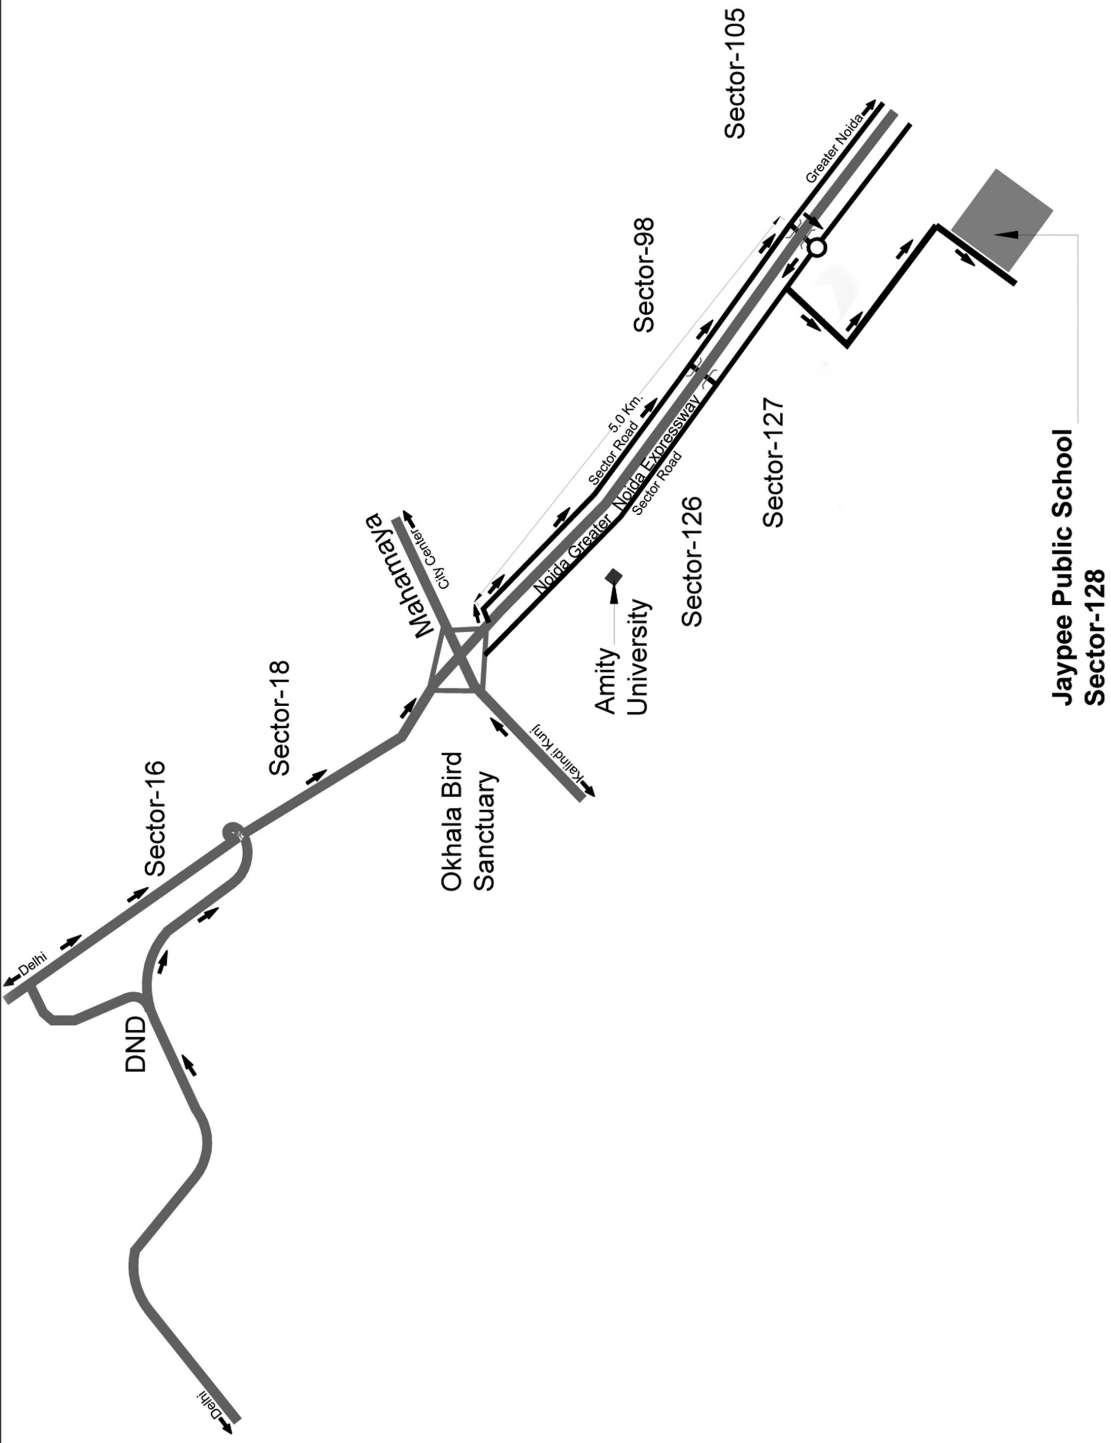 Delhi
DND
Delhi
Sector-16
Sector-18
Okhala Bird
Sanctuary
Kalindi Kunj
Mahamaya
City Center
Amity
University
Noida Greater Noida Expressway
Sector Road
Sector Road
5.0 Km.
Sector-126
Sector-127
Sector-98
Sector-105
Greater Noida
Jaypee Public School
Sector-128